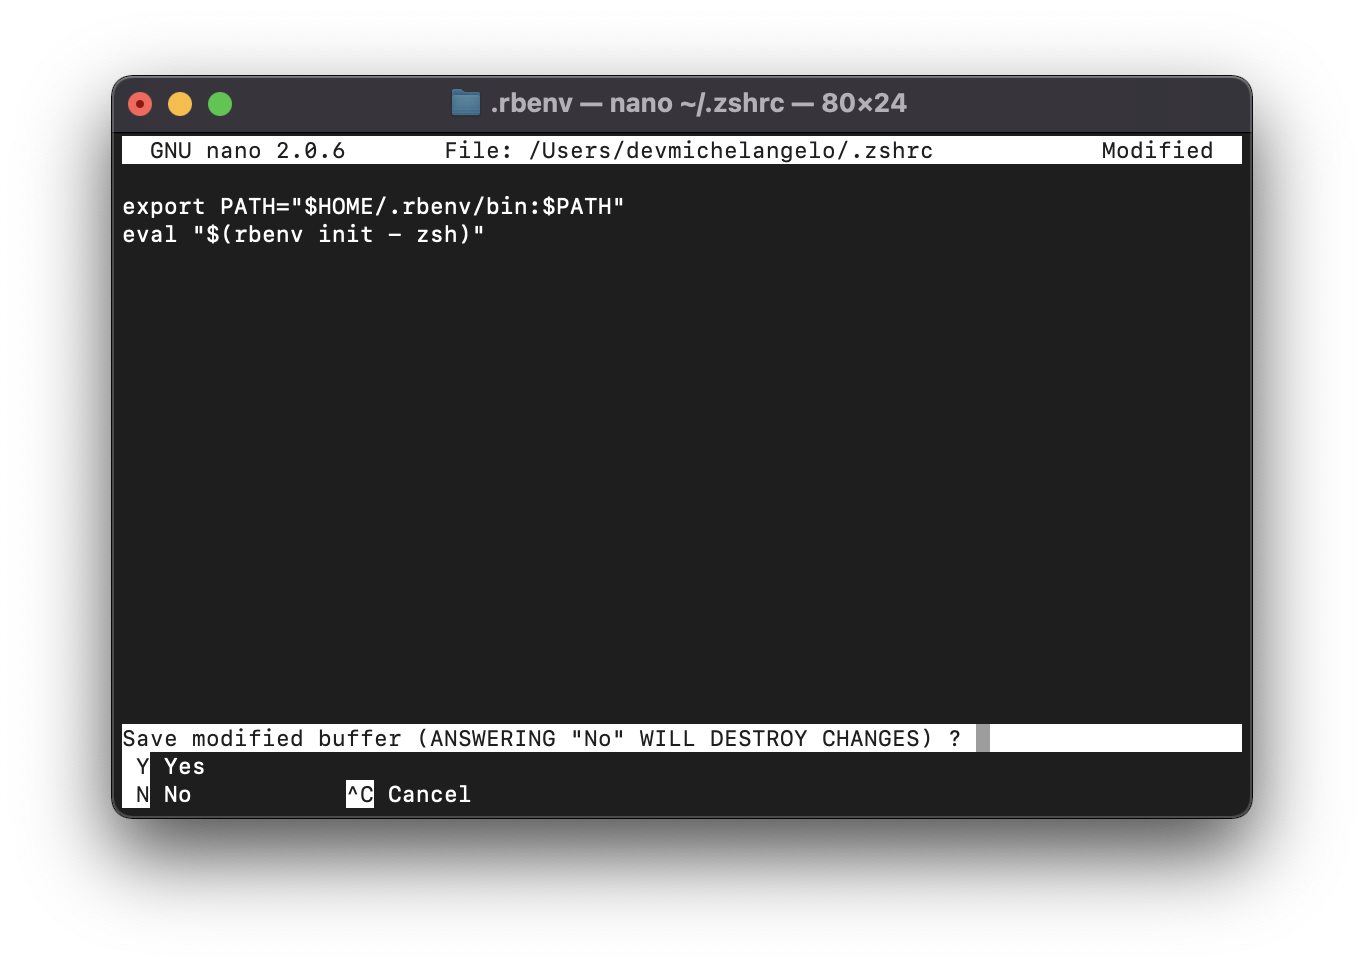 .rbenv — nano ~/.zshrc — 80×24
GNU nano 2.0.6 File: /Users/devmichelangelo/.zshrc Modified
export PATH="$HOME/.rbenv/bin:$PATH"
eval "$(rbenv init - zsh)"
Save modified buffer (ANSWERING "No" WILL DESTROY CHANGES) ?
Y Yes
N No ^C Cancel